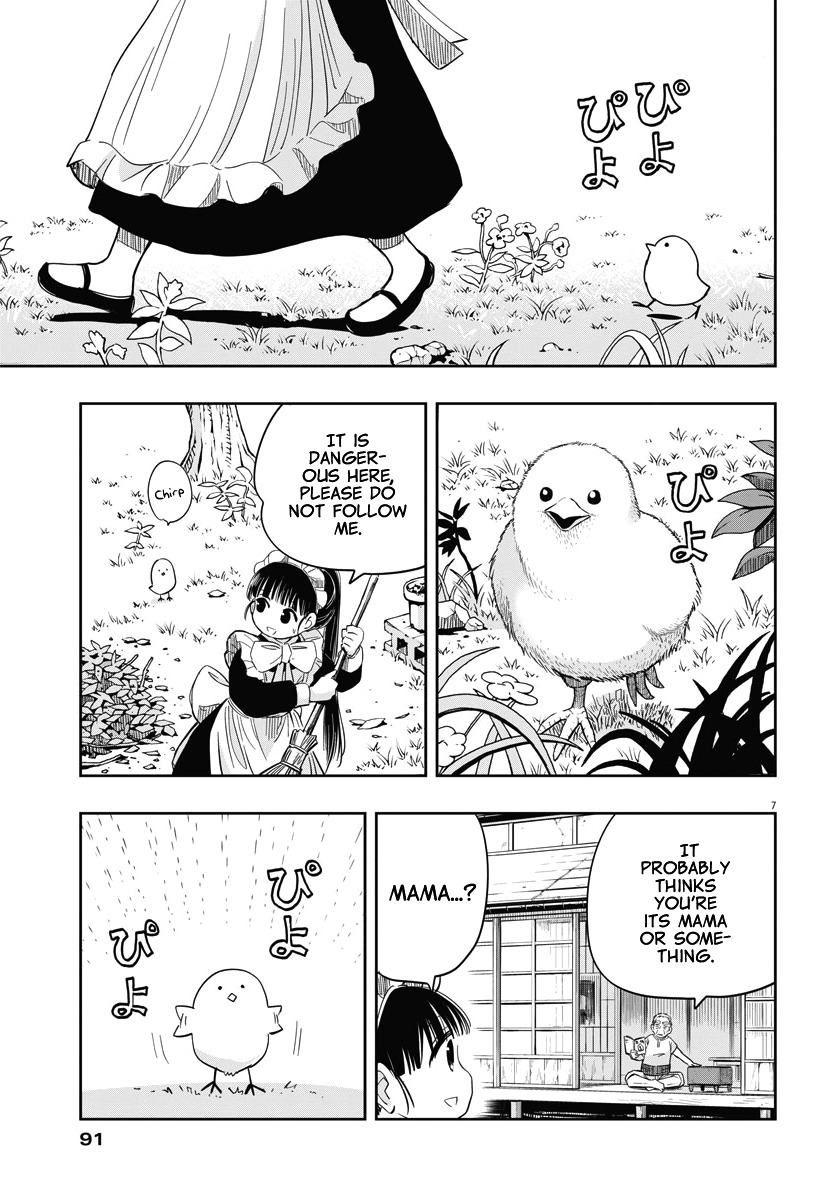 ぴよ
ぴよ
ぴよ
IT IS
DANGER-
OUS HERE,
PLEASE DO
NOT FOLLOW
ME.
Chirp
7
IT
PROBABLY
THINKS
YOU'RE
ITS MAMA
OR SOME-
THING.
MAMA...?
ぴよ
ぴよ
91